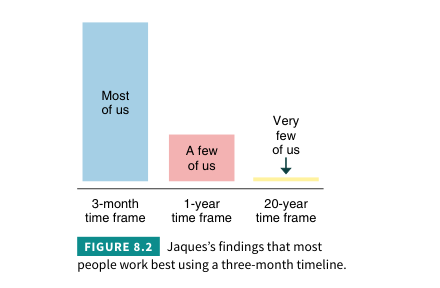 Most
of us
A few
of us
Very
few
of us
3-month
time frame
1-year
time frame
20-year
time frame
FIGURE 8.2 Jaques's findings that most
people work best using a three-month timeline.